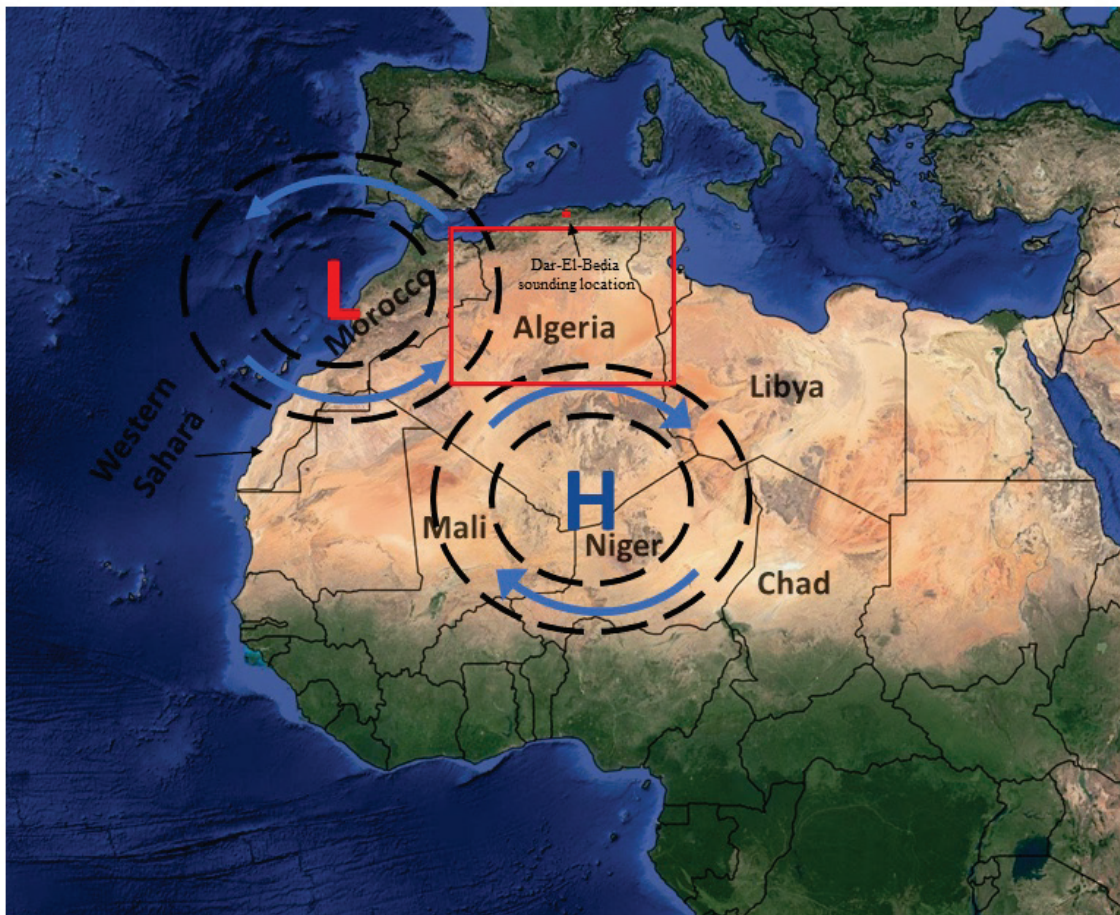 Dar-El-Bedia
sounding location
L
Morocco
Algeria
Libya
Western
Sahara
H
Mali
Niger
Chad